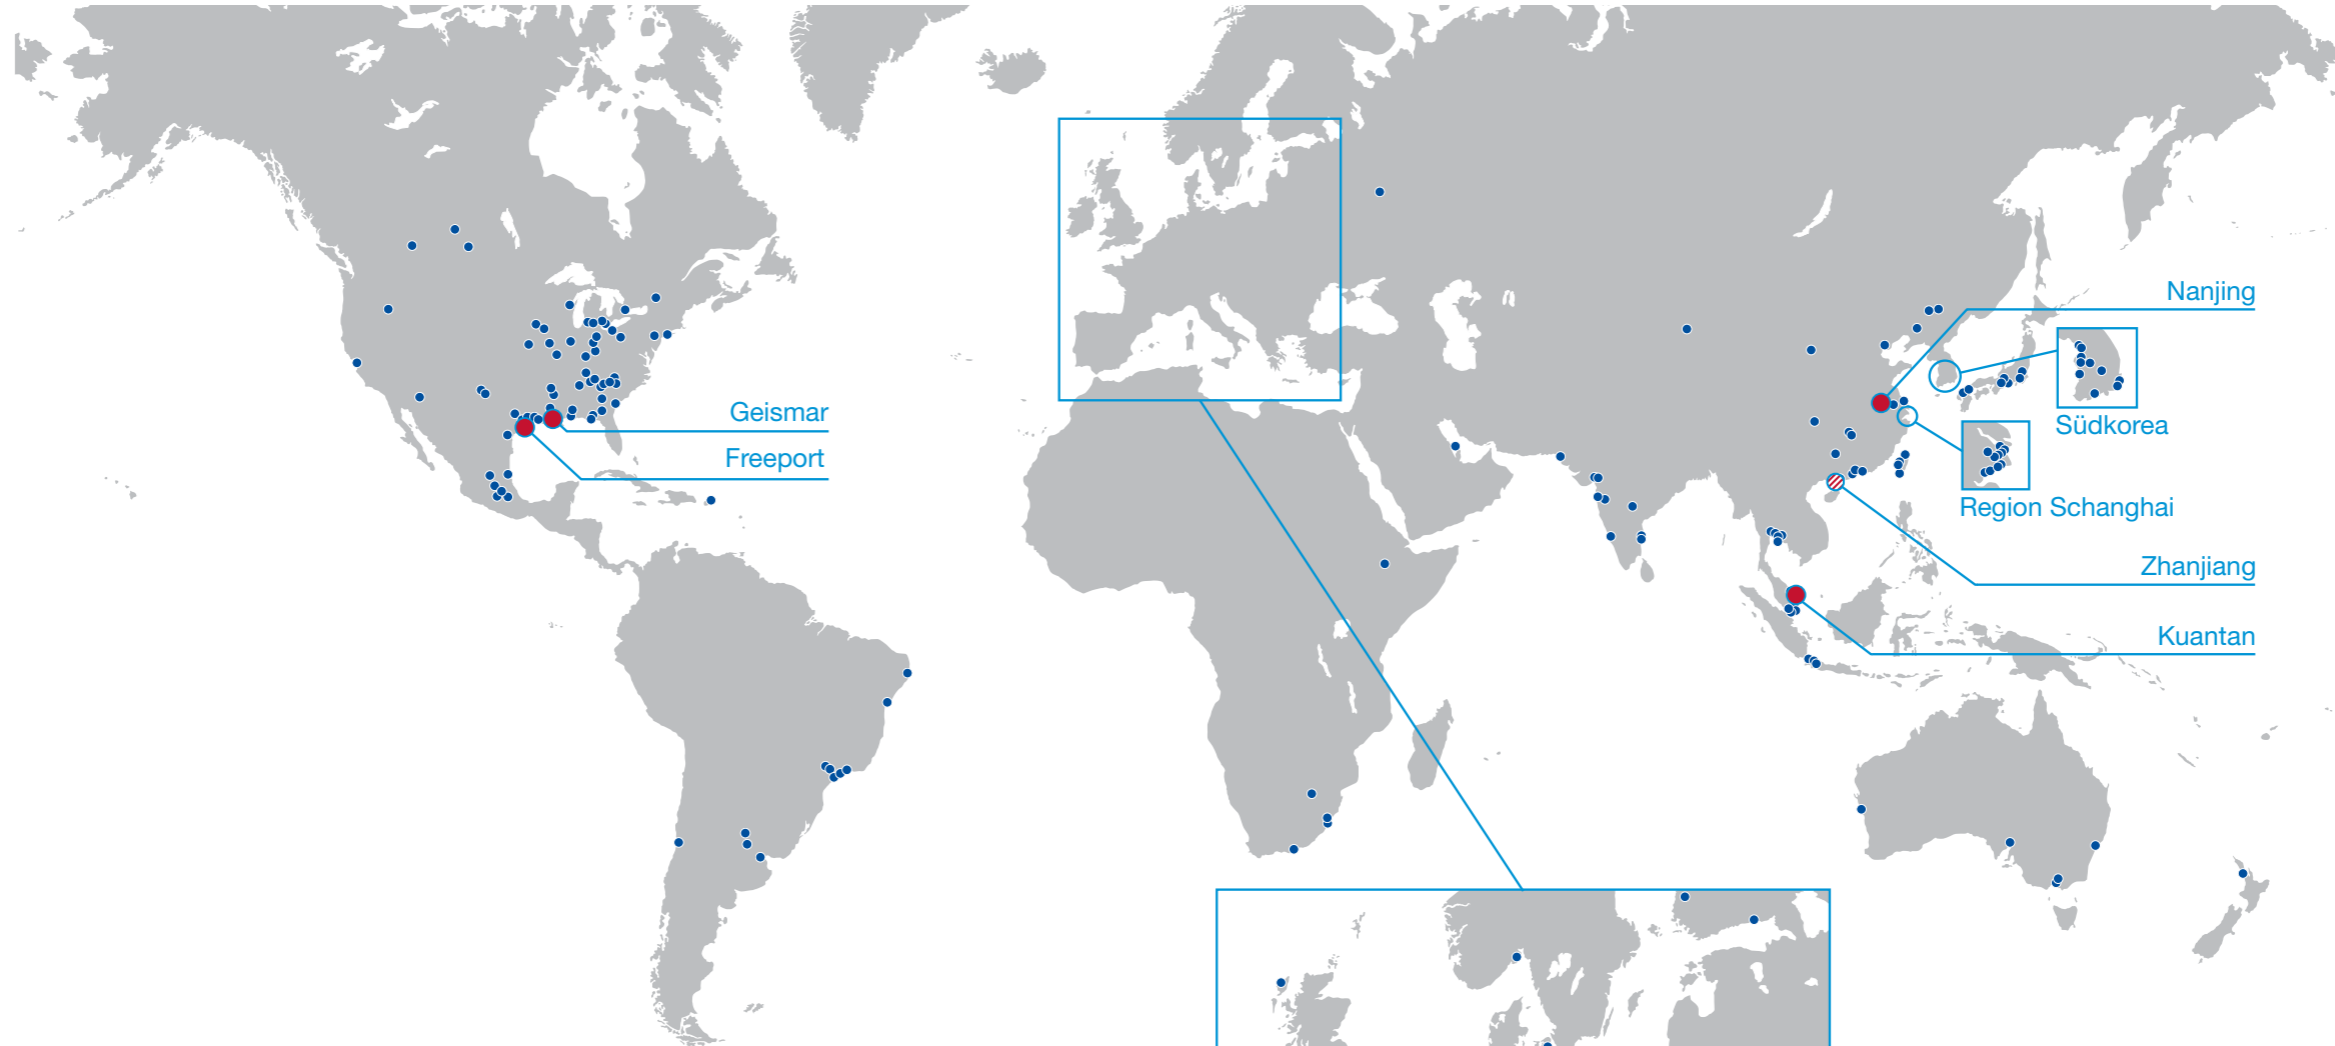 Nanjing
Geismar
Südkorea
Freeport
Region Schanghai
Zhanjiang
Kuantan